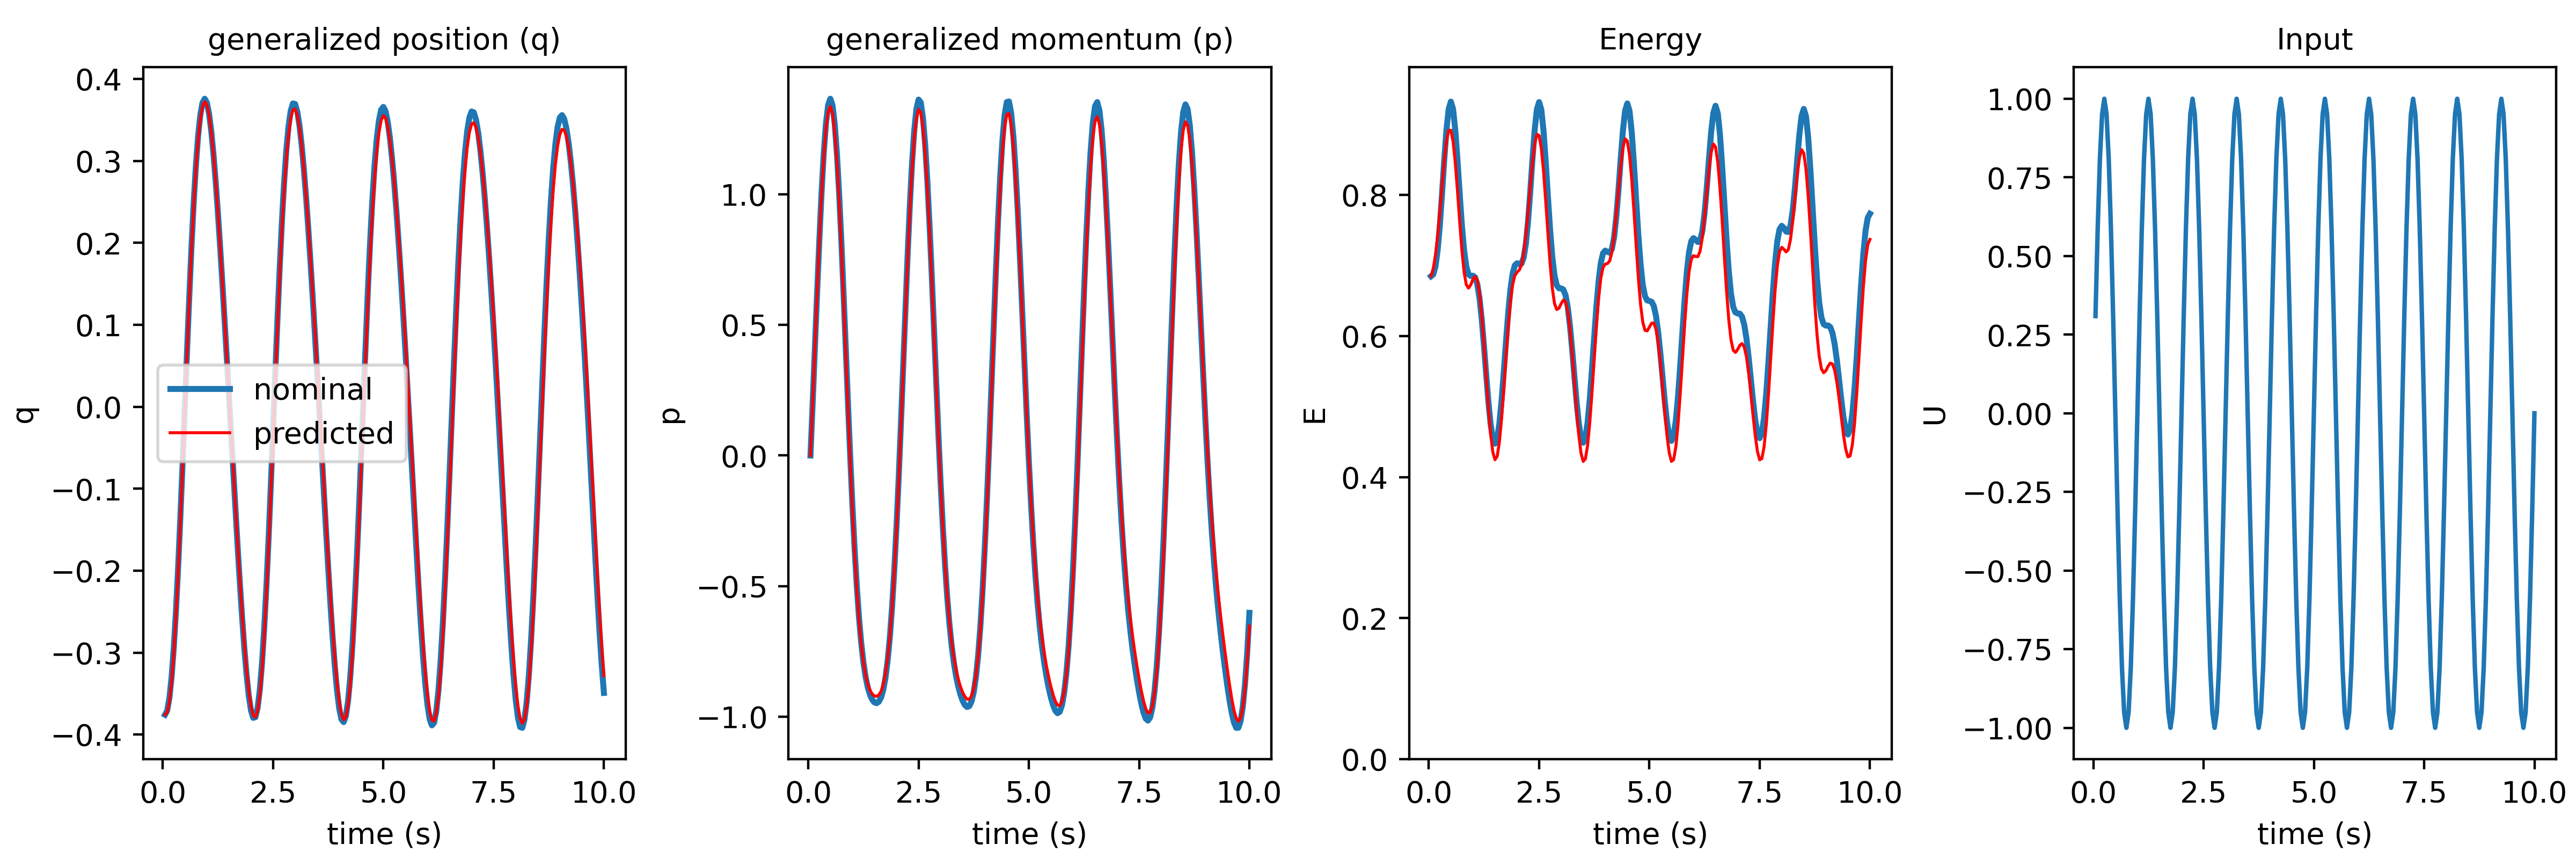 generalized position (q)
0.4
0.3
0.2
0.1
0.0
−0.1
−0.2
−0.3
−0.4
q
nominal
predicted
0.0 2.5 5.0 7.5 10.0
time (s)
generalized momentum (p)
1.0
0.5
0.0
−0.5
−1.0
p
0.0 2.5 5.0 7.5 10.0
time (s)
Energy
0.8
0.6
0.4
0.2
0.0
E
0.0 2.5 5.0 7.5 10.0
time (s)
Input
1.00
0.75
0.50
0.25
0.00
−0.25
−0.50
−0.75
−1.00
U
0.0 2.5 5.0 7.5 10.0
time (s)